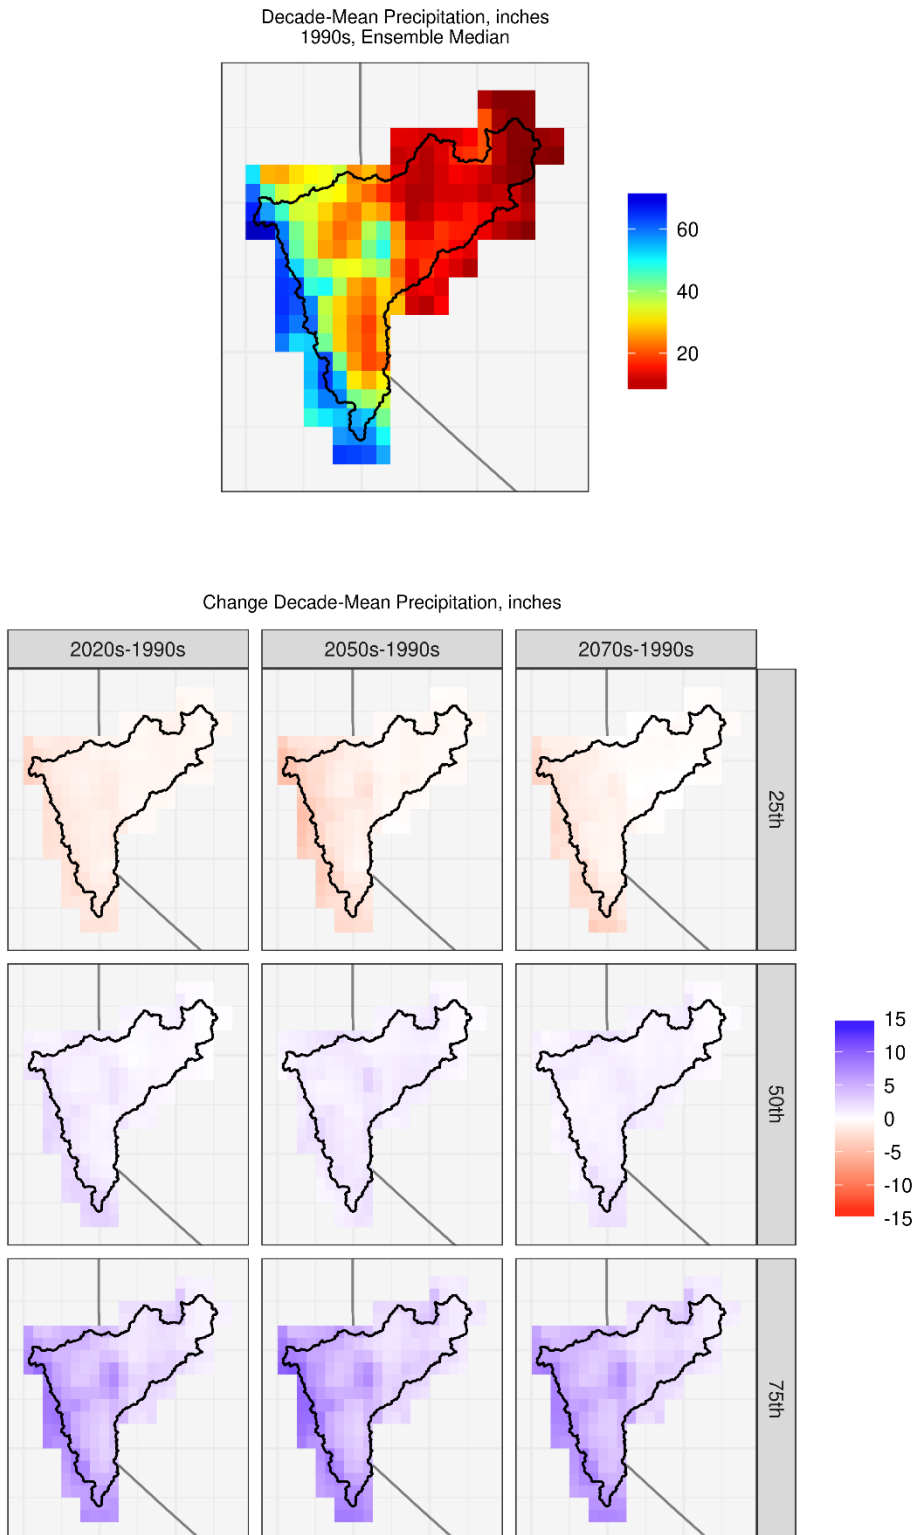 Decade-Mean Precipitation, inches
1990s, Ensemble Median
60
40
20
Change Decade-Mean Precipitation, inches
2020s-1990s
2050s-1990s
2070s-1990s
25th
50th
75th
15
10
5
0
-5
-10
-15